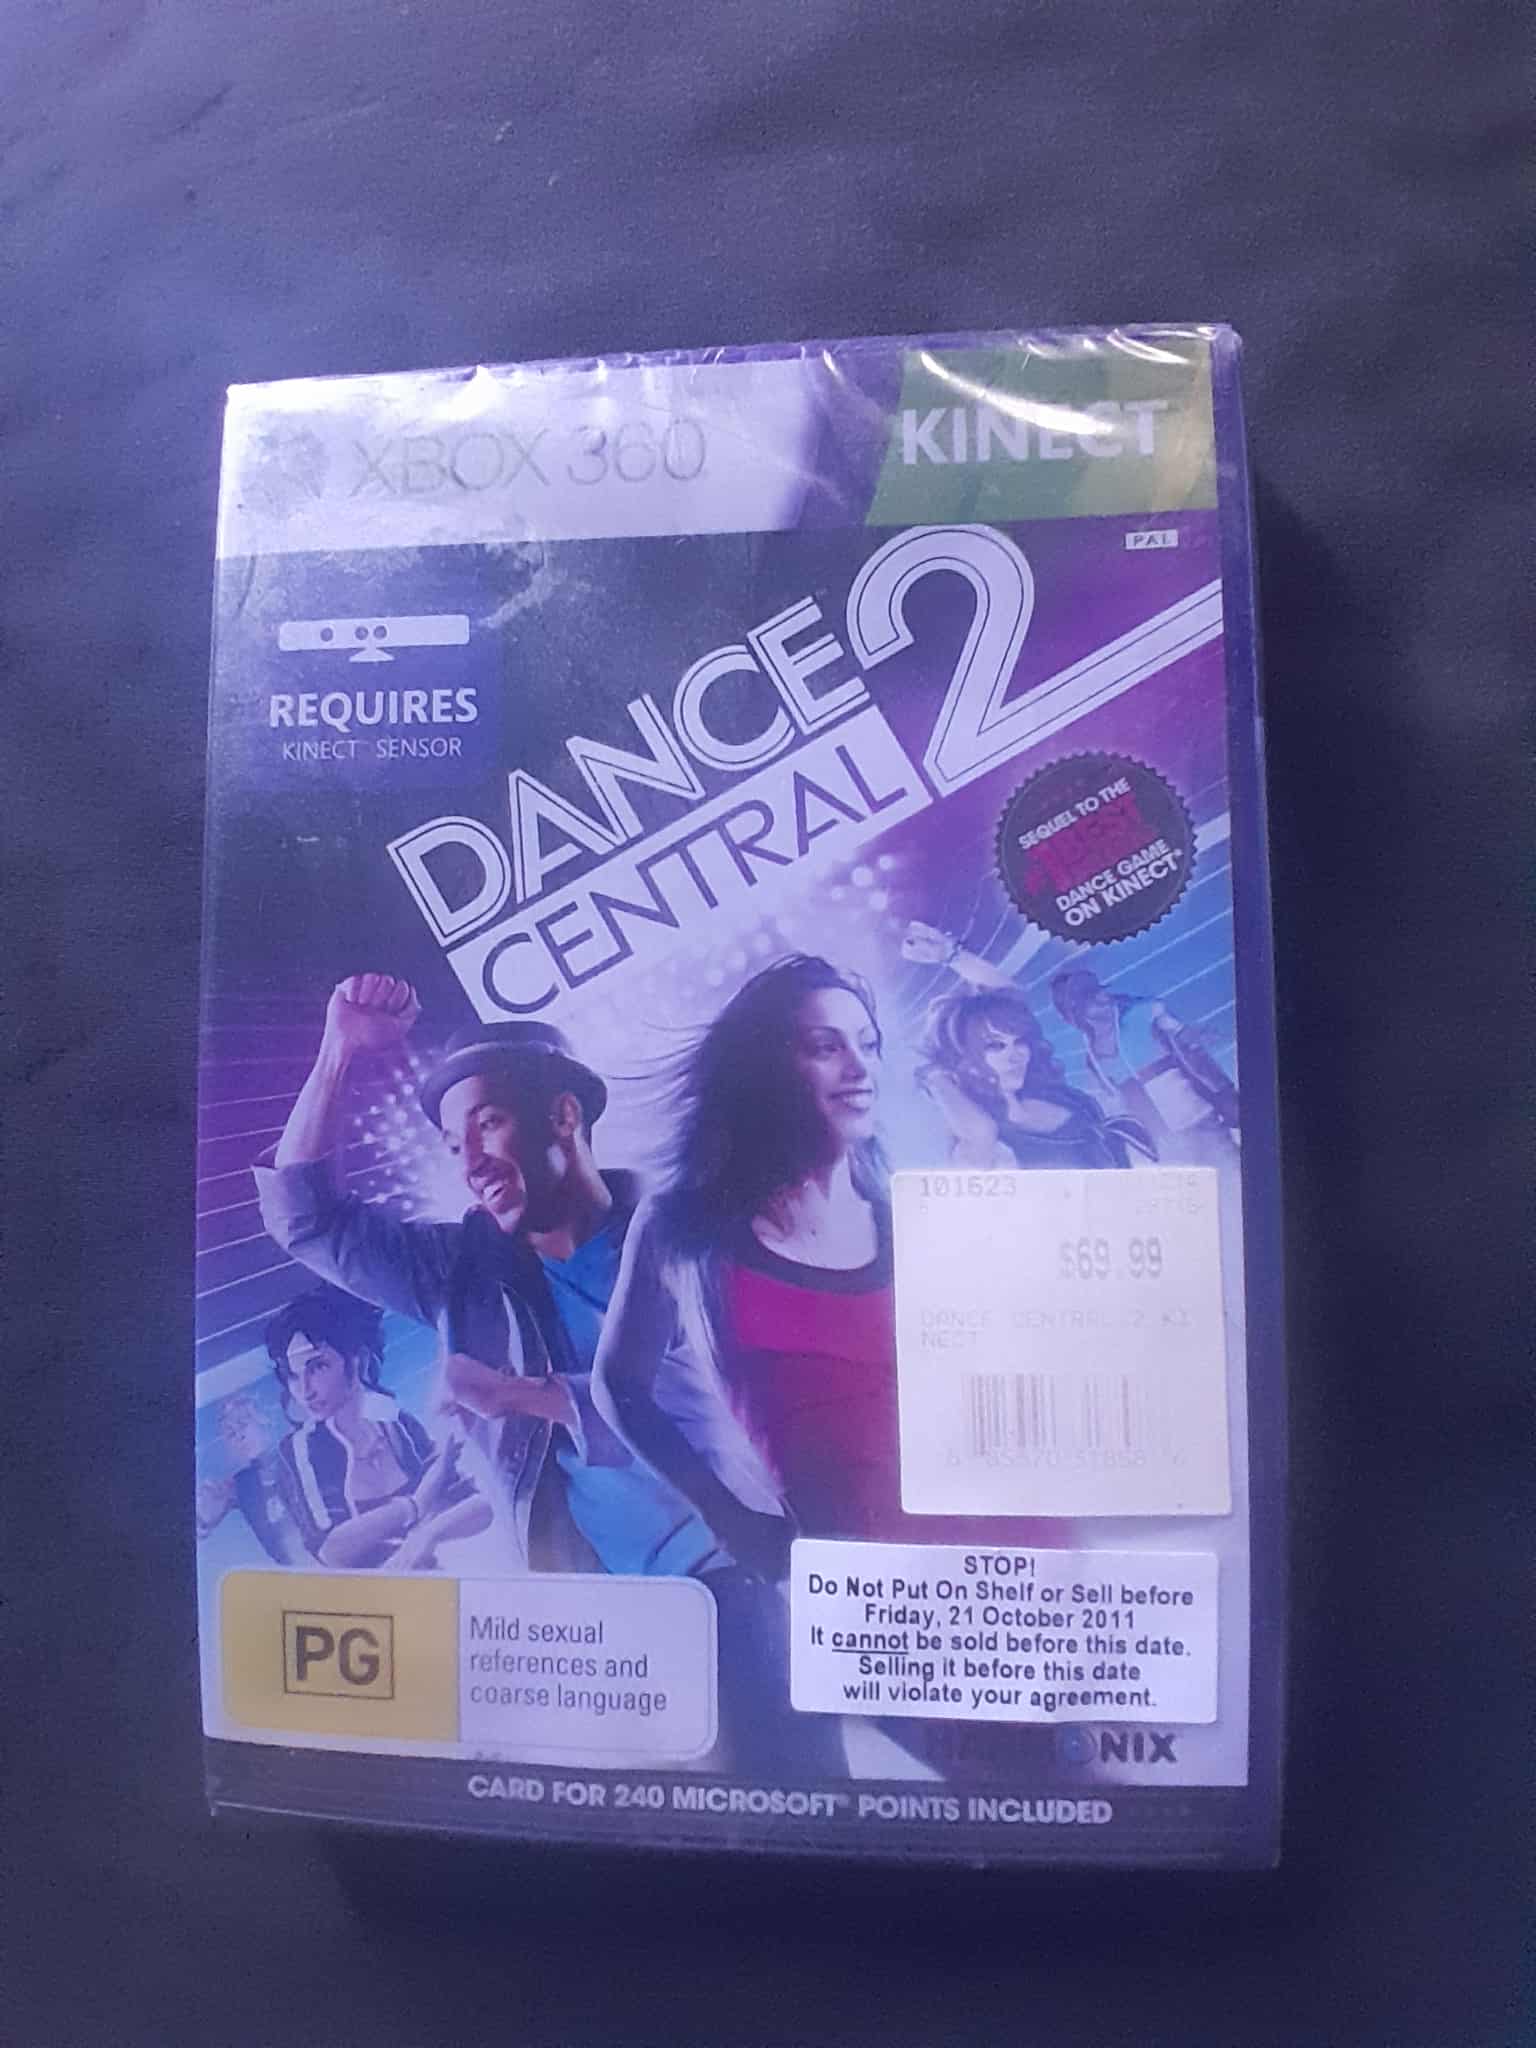 XBOX 360
KINECT
PAL
REQUIRES
KINECT SENSOR
DANCE
CENTRAL
2
SEQUEL TO THE
#1 BEST
DANCE GAME
ON KINECT®
101623
$69.99
DANCE CENTRAL 2 KI
NECT
PG
Mild sexual
references and
coarse language
STOP!
Do Not Put On Shelf or Sell before
Friday, 21 October 2011
It cannot be sold before this date.
Selling it before this date
will violate your agreement.
NIX
CARD FOR 240 MICROSOFT® POINTS INCLUDED